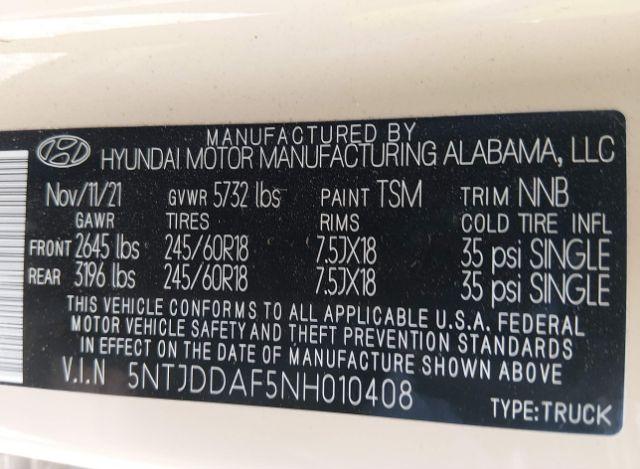 MANUFACTURED BY
HYUNDAI MOTOR MANUFACTURING ALABAMA, LLC
Nov/11/21 GVWR 5732 lbs PAINT TSM TRIM NNB
GAWR TIRES RIMS COLD TIRE INFL
FRONT 2645 lbs 245/60R18 7.5JX18 35 psi SINGLE
REAR 3196 lbs 245/60R18 7.5JX18 35 psi SINGLE
THIS VEHICLE CONFORMS TO ALL APPLICABLE U.S.A. FEDERAL
MOTOR VEHICLE SAFETY AND THEFT PREVENTION STANDARDS
IN EFFECT ON THE DATE OF MANUFACTURE SHOWN ABOVE
V.I.N 5NTJDDAF5NH010408
TYPE:TRUCK